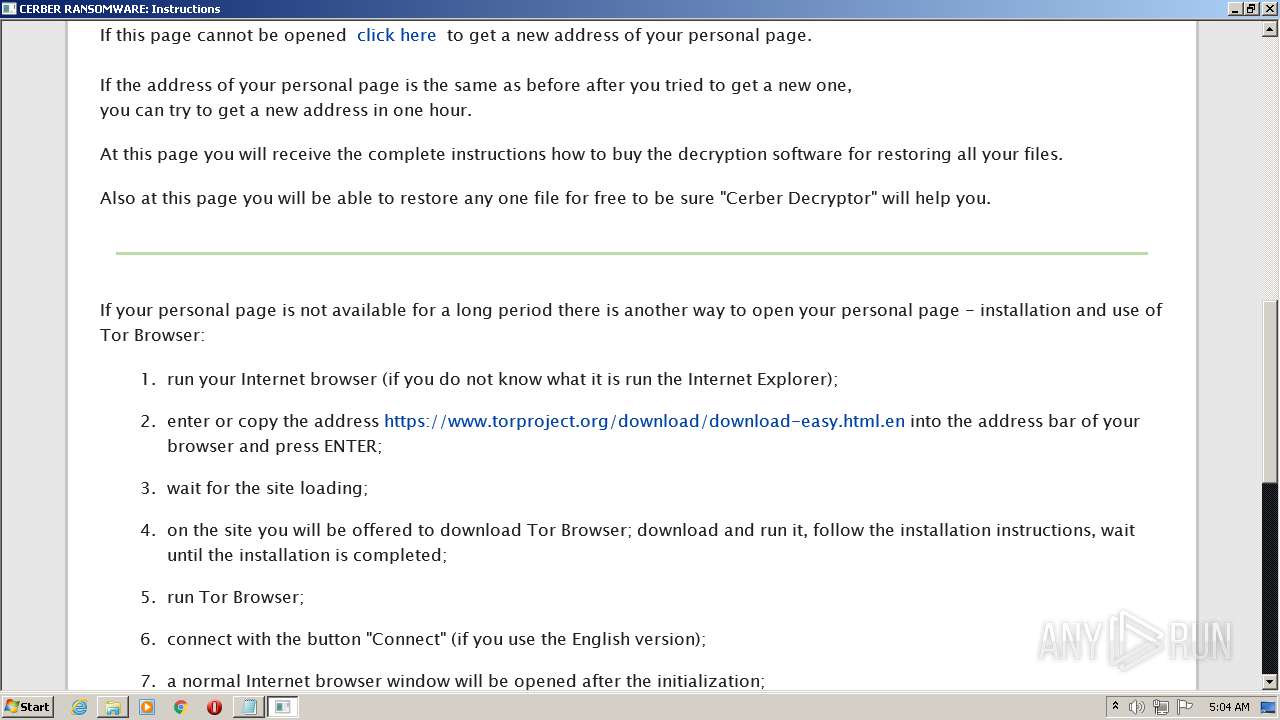 CERBER RANSOMWARE: Instructions
If this page cannot be opened click here to get a new address of your personal page.
If the address of your personal page is the same as before after you tried to get a new one,
you can try to get a new address in one hour.
At this page you will receive the complete instructions how to buy the decryption software for restoring all your files.
Also at this page you will be able to restore any one file for free to be sure "Cerber Decryptor" will help you.
If your personal page is not available for a long period there is another way to open your personal page - installation and use of
Tor Browser:
1. run your Internet browser (if you do not know what it is run the Internet Explorer);
2. enter or copy the address https://www.torproject.org/download/download-easy.html.en into the address bar of your
browser and press ENTER;
3. wait for the site loading;
4. on the site you will be offered to download Tor Browser; download and run it, follow the installation instructions, wait
until the installation is completed;
5. run Tor Browser;
6. connect with the button "Connect" (if you use the English version);
7. a normal Internet browser window will be opened after the initialization;
ANY RUN
Start
5:04 AM